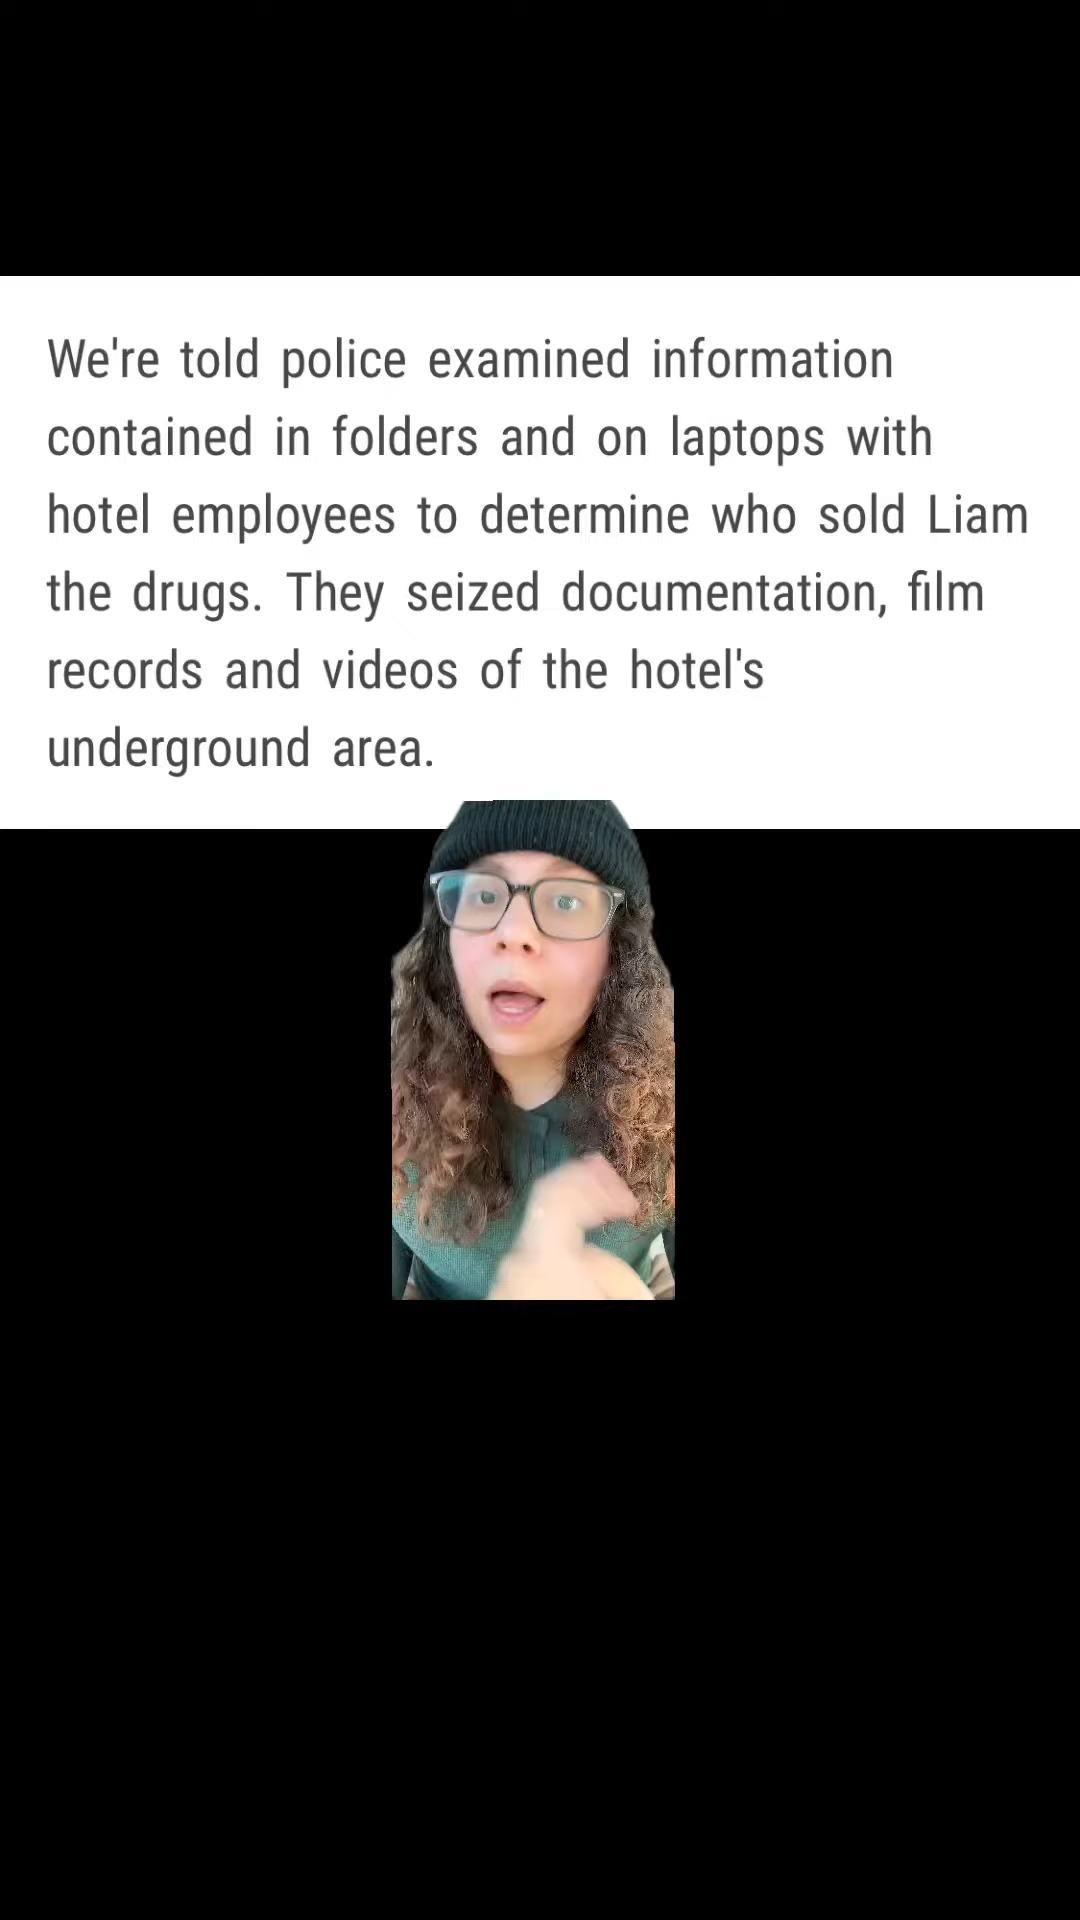 We're told police examined information
contained in folders and on laptops with
hotel employees to determine who sold Liam
the drugs. They seized documentation, film
records and videos of the hotel's
underground area.